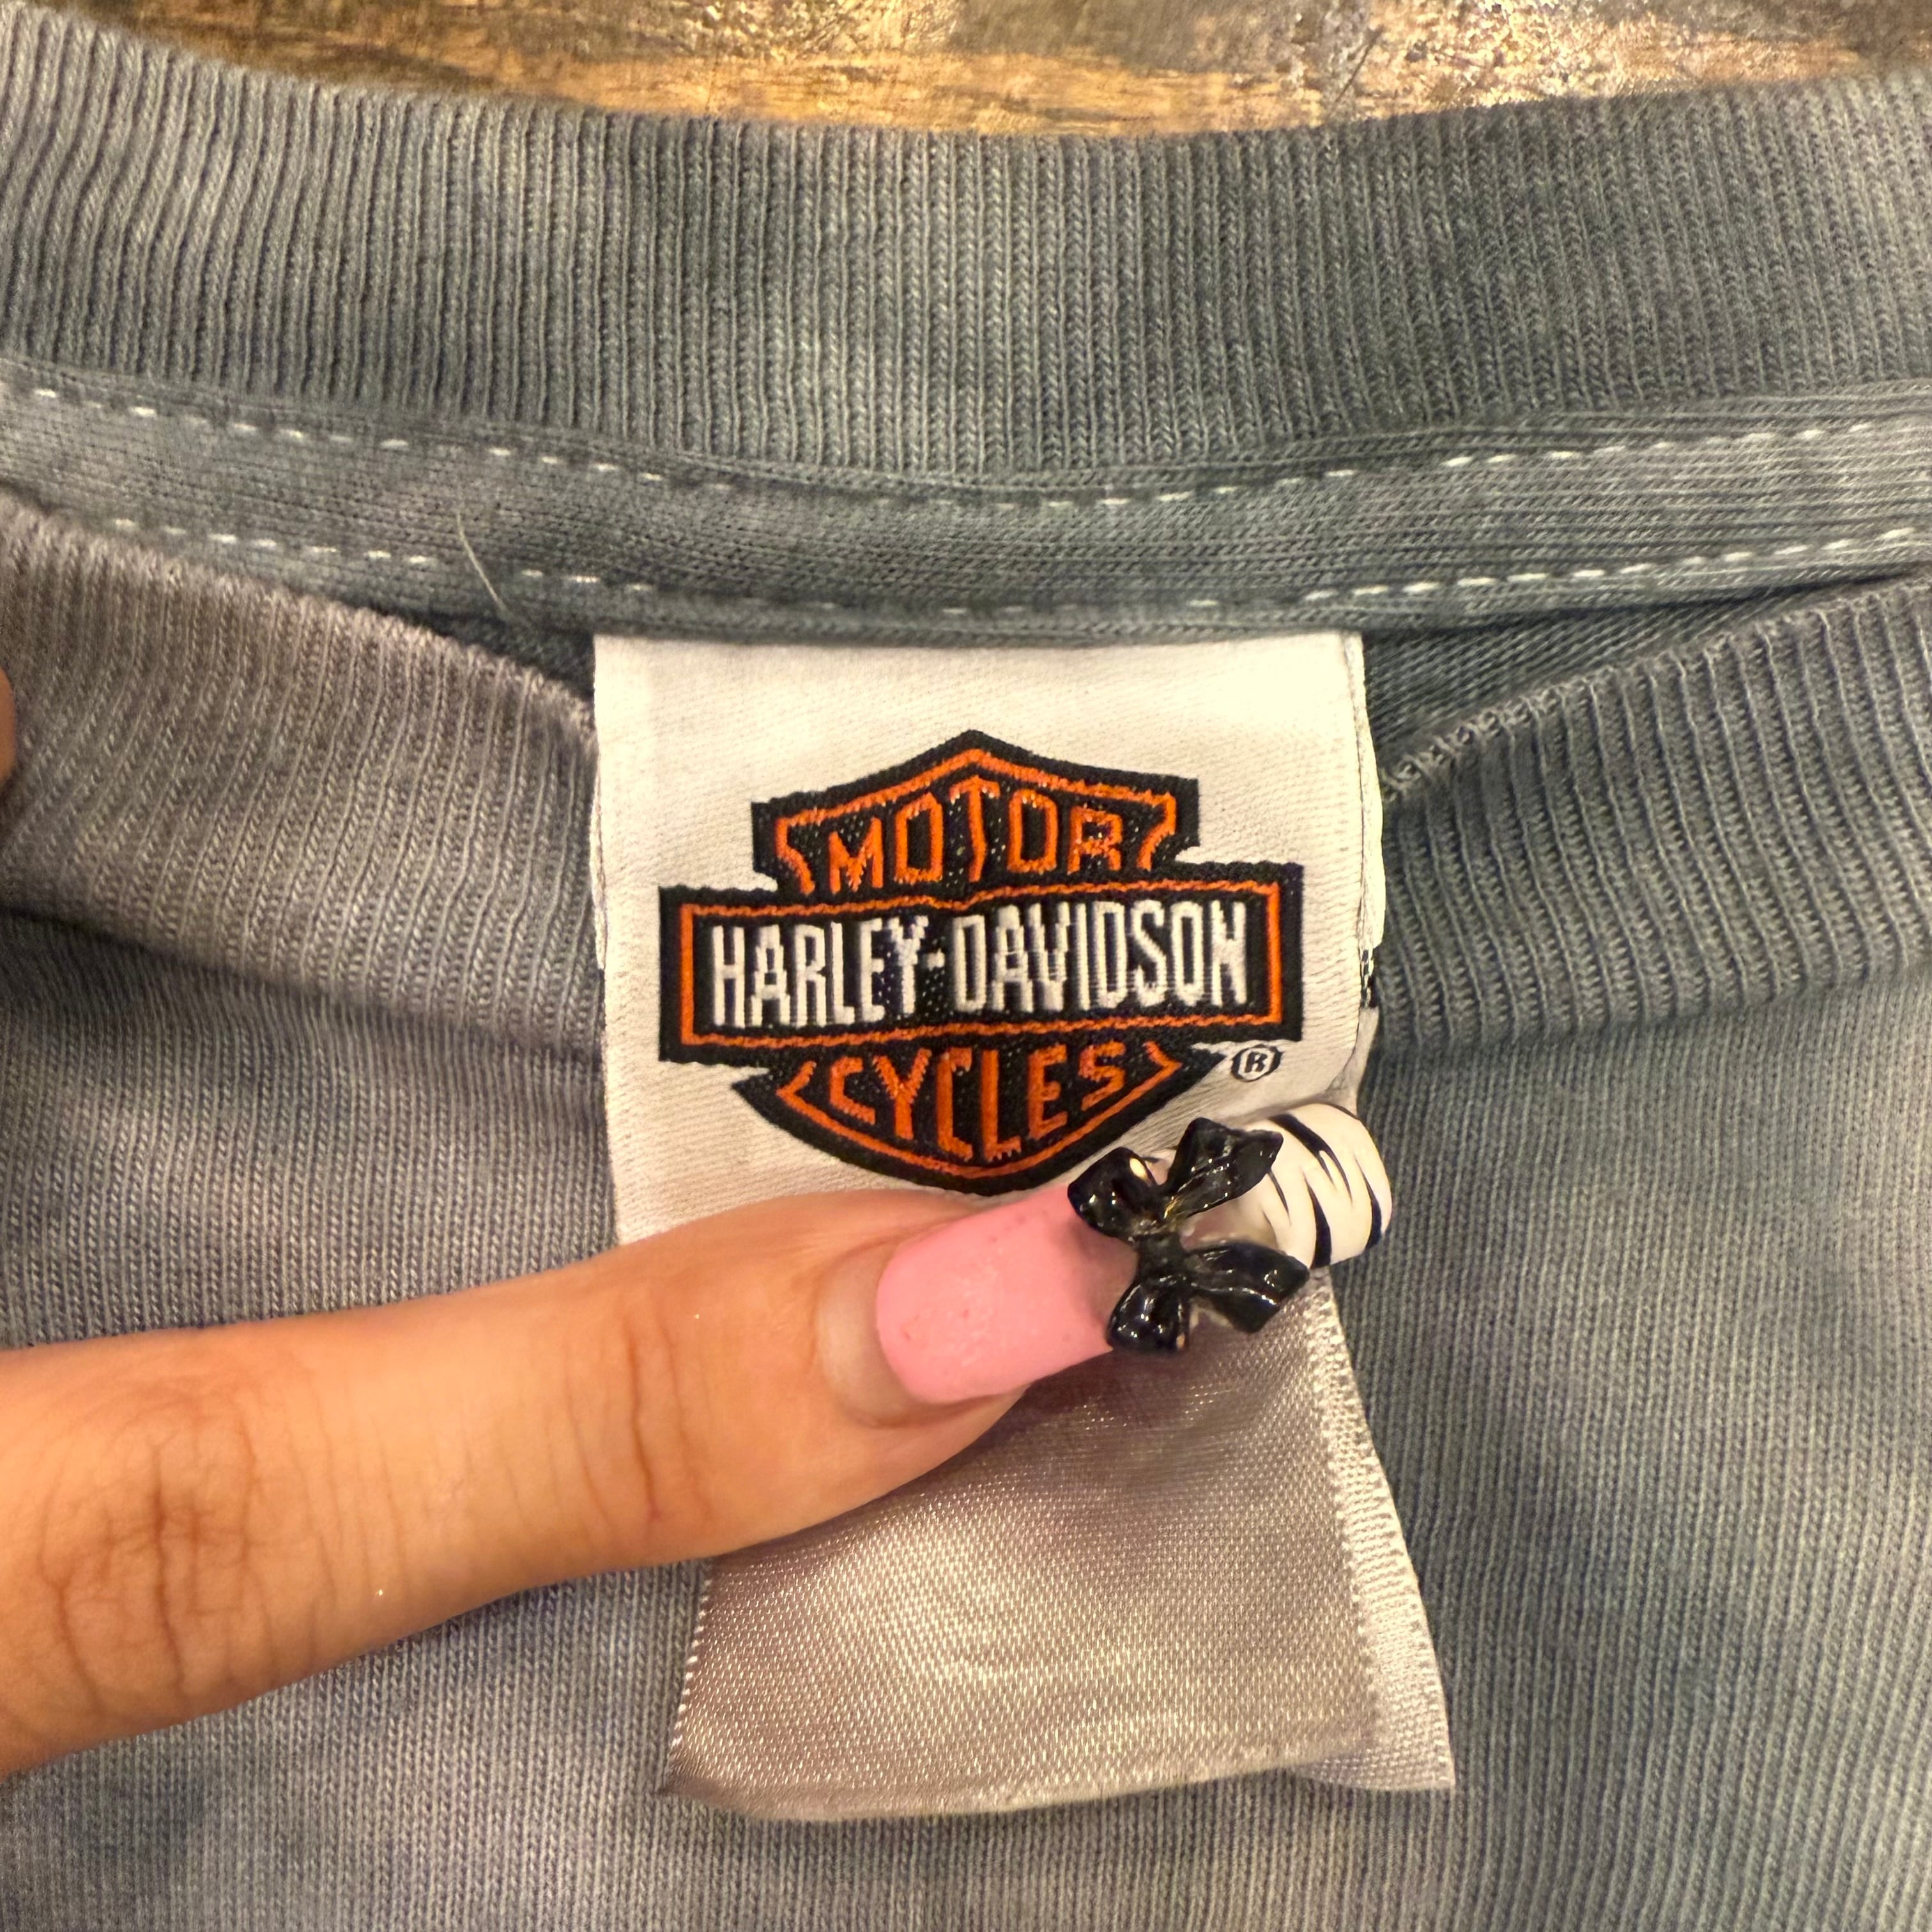 MOTOR
HARLEY-DAVIDSON
CYCLES
®